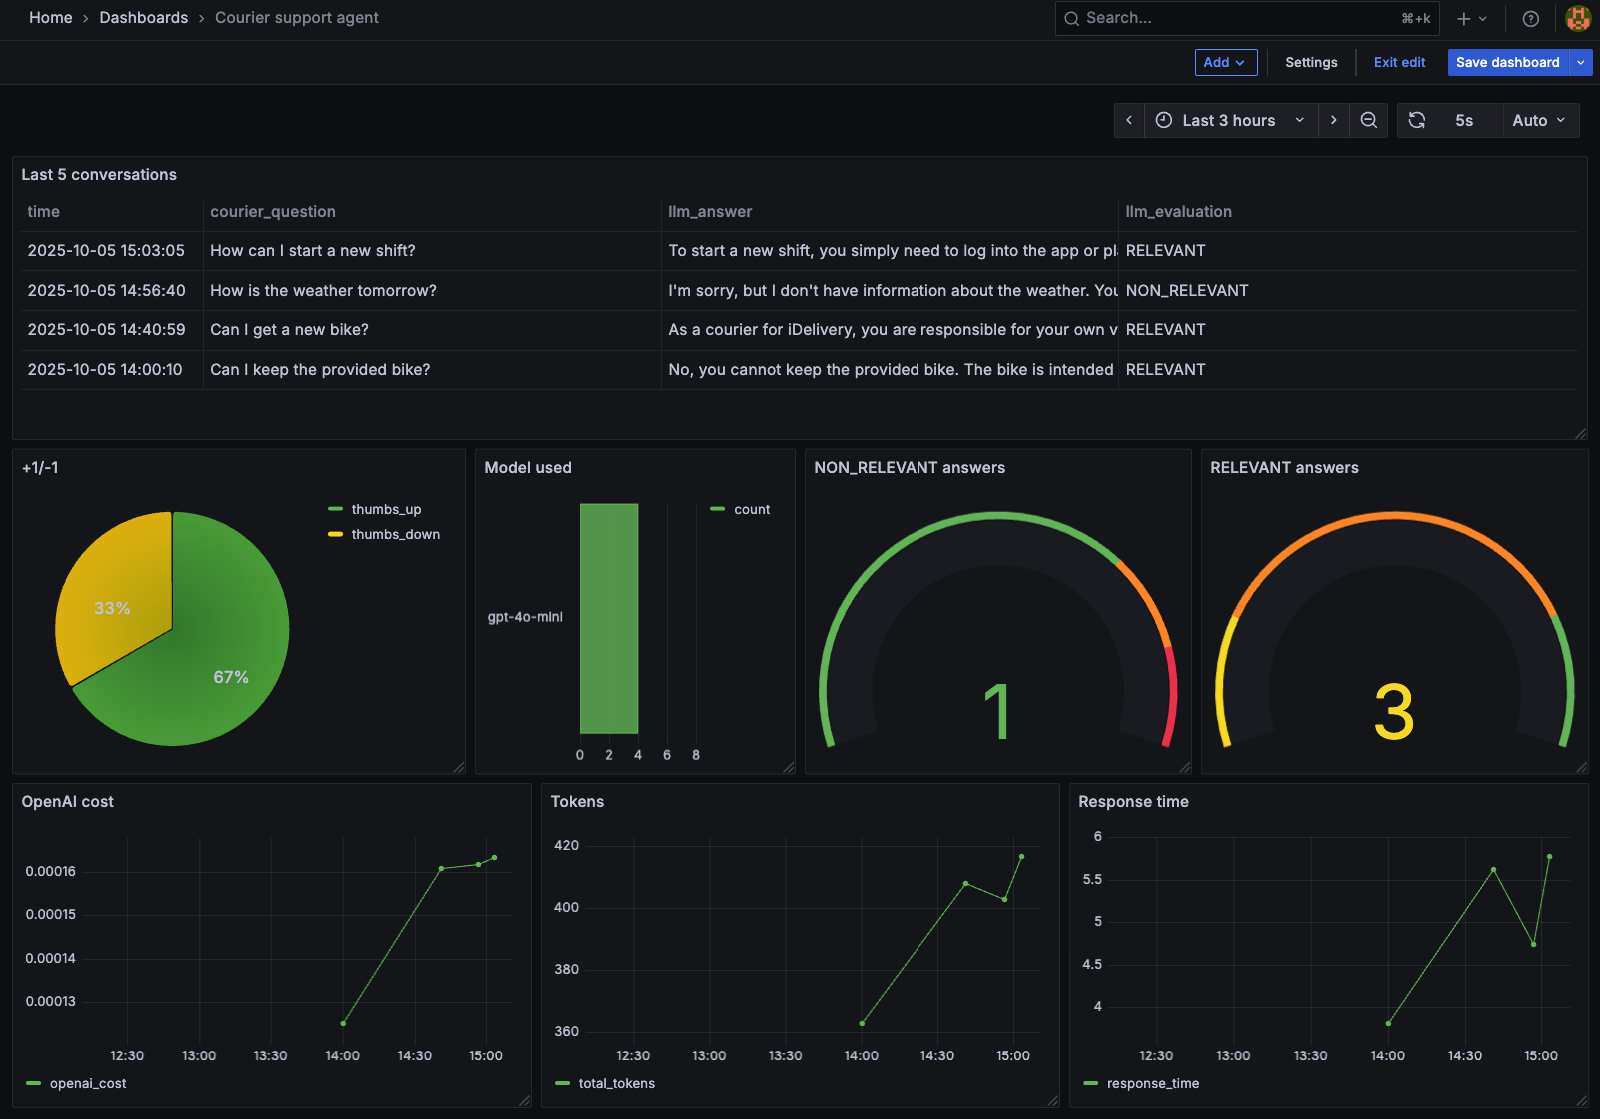 Home › Dashboards › Courier support agent
Search... ⌘+k
Add
Settings
Exit edit
Save dashboard
Last 3 hours
5s
Auto
Last 5 conversations
time courier_question llm_answer llm_evaluation
2025-10-05 15:03:05 How can I start a new shift? To start a new shift, you simply need to log into the app or pl RELEVANT
2025-10-05 14:56:40 How is the weather tomorrow? I'm sorry, but I don't have information about the weather. You NON_RELEVANT
2025-10-05 14:40:59 Can I get a new bike? As a courier for iDelivery, you are responsible for your own v RELEVANT
2025-10-05 14:00:10 Can I keep the provided bike? No, you cannot keep the provided bike. The bike is intended RELEVANT
+1/-1
thumbs_up
thumbs_down
33%
67%
Model used
count
gpt-4o-mini
0 2 4 6 8
NON_RELEVANT answers
1
RELEVANT answers
3
OpenAI cost
0.00016
0.00015
0.00014
0.00013
12:30 13:00 13:30 14:00 14:30 15:00
openai_cost
Tokens
420
400
380
360
12:30 13:00 13:30 14:00 14:30 15:00
total_tokens
Response time
6
5.5
5
4.5
4
12:30 13:00 13:30 14:00 14:30 15:00
response_time